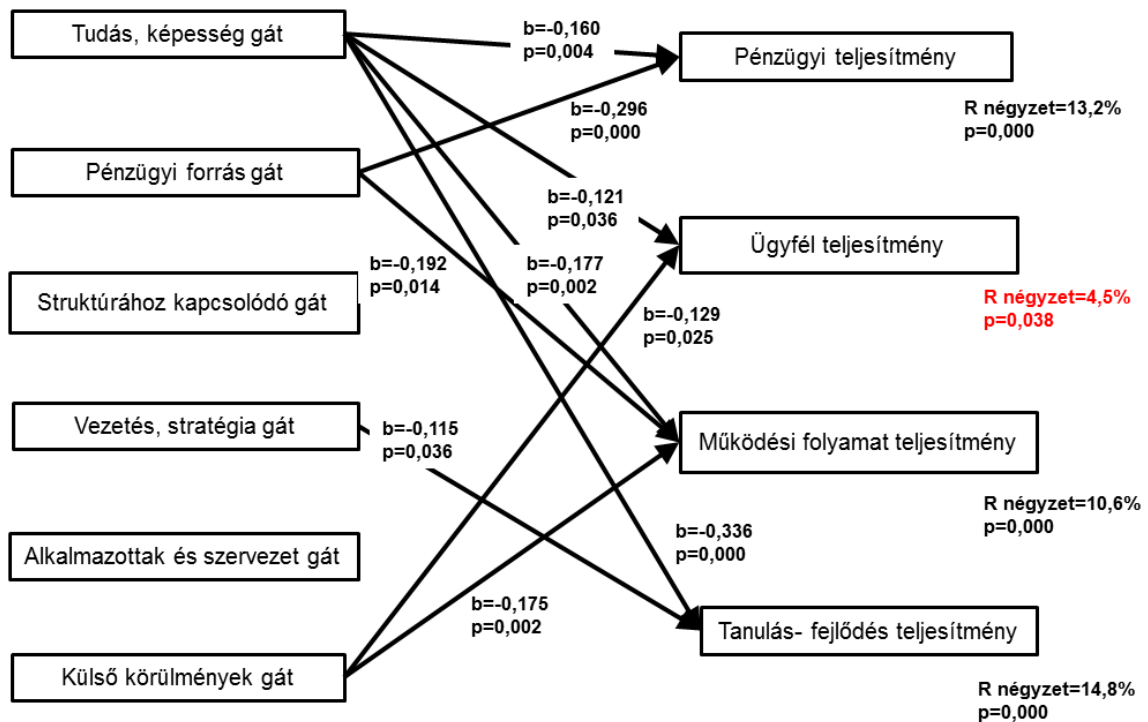 Tudás, képesség gát
b=-0,160
p=0,004
Pénzügyi teljesítmény
b=-0,296
p=0,000
R négyzet=13,2%
p=0,000
Pénzügyi forrás gát
b=-0,121
p=0,036
Ügyfél teljesítmény
b=-0,192
p=0,014
b=-0,177
p=0,002
Struktúrához kapcsolódó gát
R négyzet=4,5%
p=0,038
b=-0,129
p=0,025
Vezetés, stratégia gát
b=-0,115
p=0,036
Működési folyamat teljesítmény
R négyzet=10,6%
p=0,000
Alkalmazottak és szervezet gát
b=-0,336
p=0,000
b=-0,175
p=0,002
Tanulás- fejlődés teljesítmény
Külső körülmények gát
R négyzet=14,8%
p=0,000